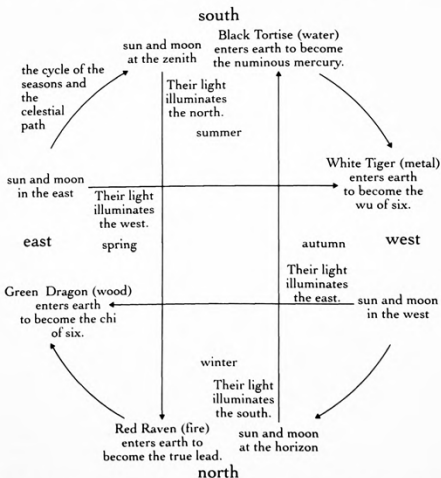 south
sun and moon
at the zenith
Black Tortise (water)
enters earth to become
the numinous mercury.
the cycle of the
seasons and
the
celestial
path
Their light
illuminates
the north.
summer
sun and moon
in the east
Their light
illuminates
the west.
White Tiger (metal)
enters earth
to become the
wu of six.
east
spring
autumn
west
Green Dragon (wood)
enters earth
to become the chi
of six.
Their light
illuminates
the east.
sun and moon
in the west
winter
Their light
illuminates
the south.
Red Raven (fire)
enters earth to
become the true lead.
sun and moon
at the horizon
north